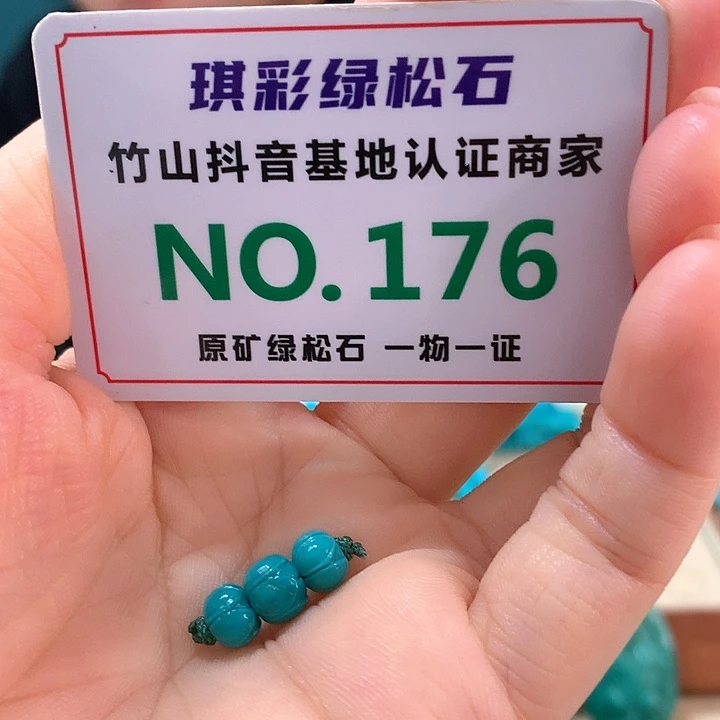 琪彩绿松石
竹山抖音基地认证商家
NO.176
原矿绿松石 一物一证